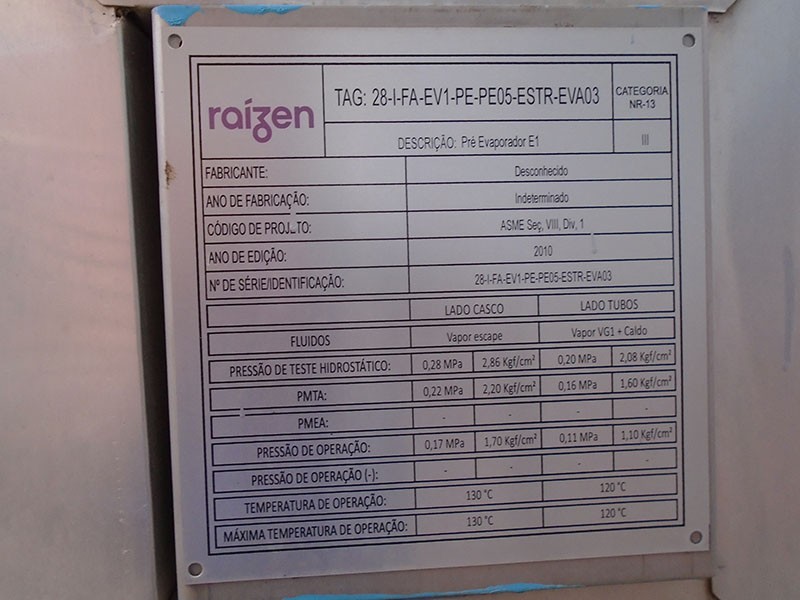 raízen
TAG: 28-I-FA-EV1-PE-PE05-ESTR-EVA03
CATEGORIA
NR-13
DESCRIÇÃO: Pré Evaporador E1
III
FABRICANTE: Desconhecido
ANO DE FABRICAÇÃO: Indeterminado
CÓDIGO DE PROJETO: ASME Seç, VIII, Div, 1
ANO DE EDIÇÃO: 2010
Nº DE SÉRIE/IDENTIFICAÇÃO: 28-I-FA-EV1-PE-PE05-ESTR-EVA03
LADO CASCO LADO TUBOS
FLUIDOS Vapor escape Vapor VG1 + Caldo
PRESSÃO DE TESTE HIDROSTÁTICO: 0,28 MPa 2,86 Kgf/cm² 0,20 MPa 2,08 Kgf/cm²
PMTA: 0,22 MPa 2,20 Kgf/cm² 0,16 MPa 1,60 Kgf/cm²
PMEA: - - - -
PRESSÃO DE OPERAÇÃO: 0,17 MPa 1,70 Kgf/cm² 0,11 MPa 1,10 Kgf/cm²
PRESSÃO DE OPERAÇÃO (-): - - - -
TEMPERATURA DE OPERAÇÃO: 130 °C 120 °C
MÁXIMA TEMPERATURA DE OPERAÇÃO: 130 °C 120 °C